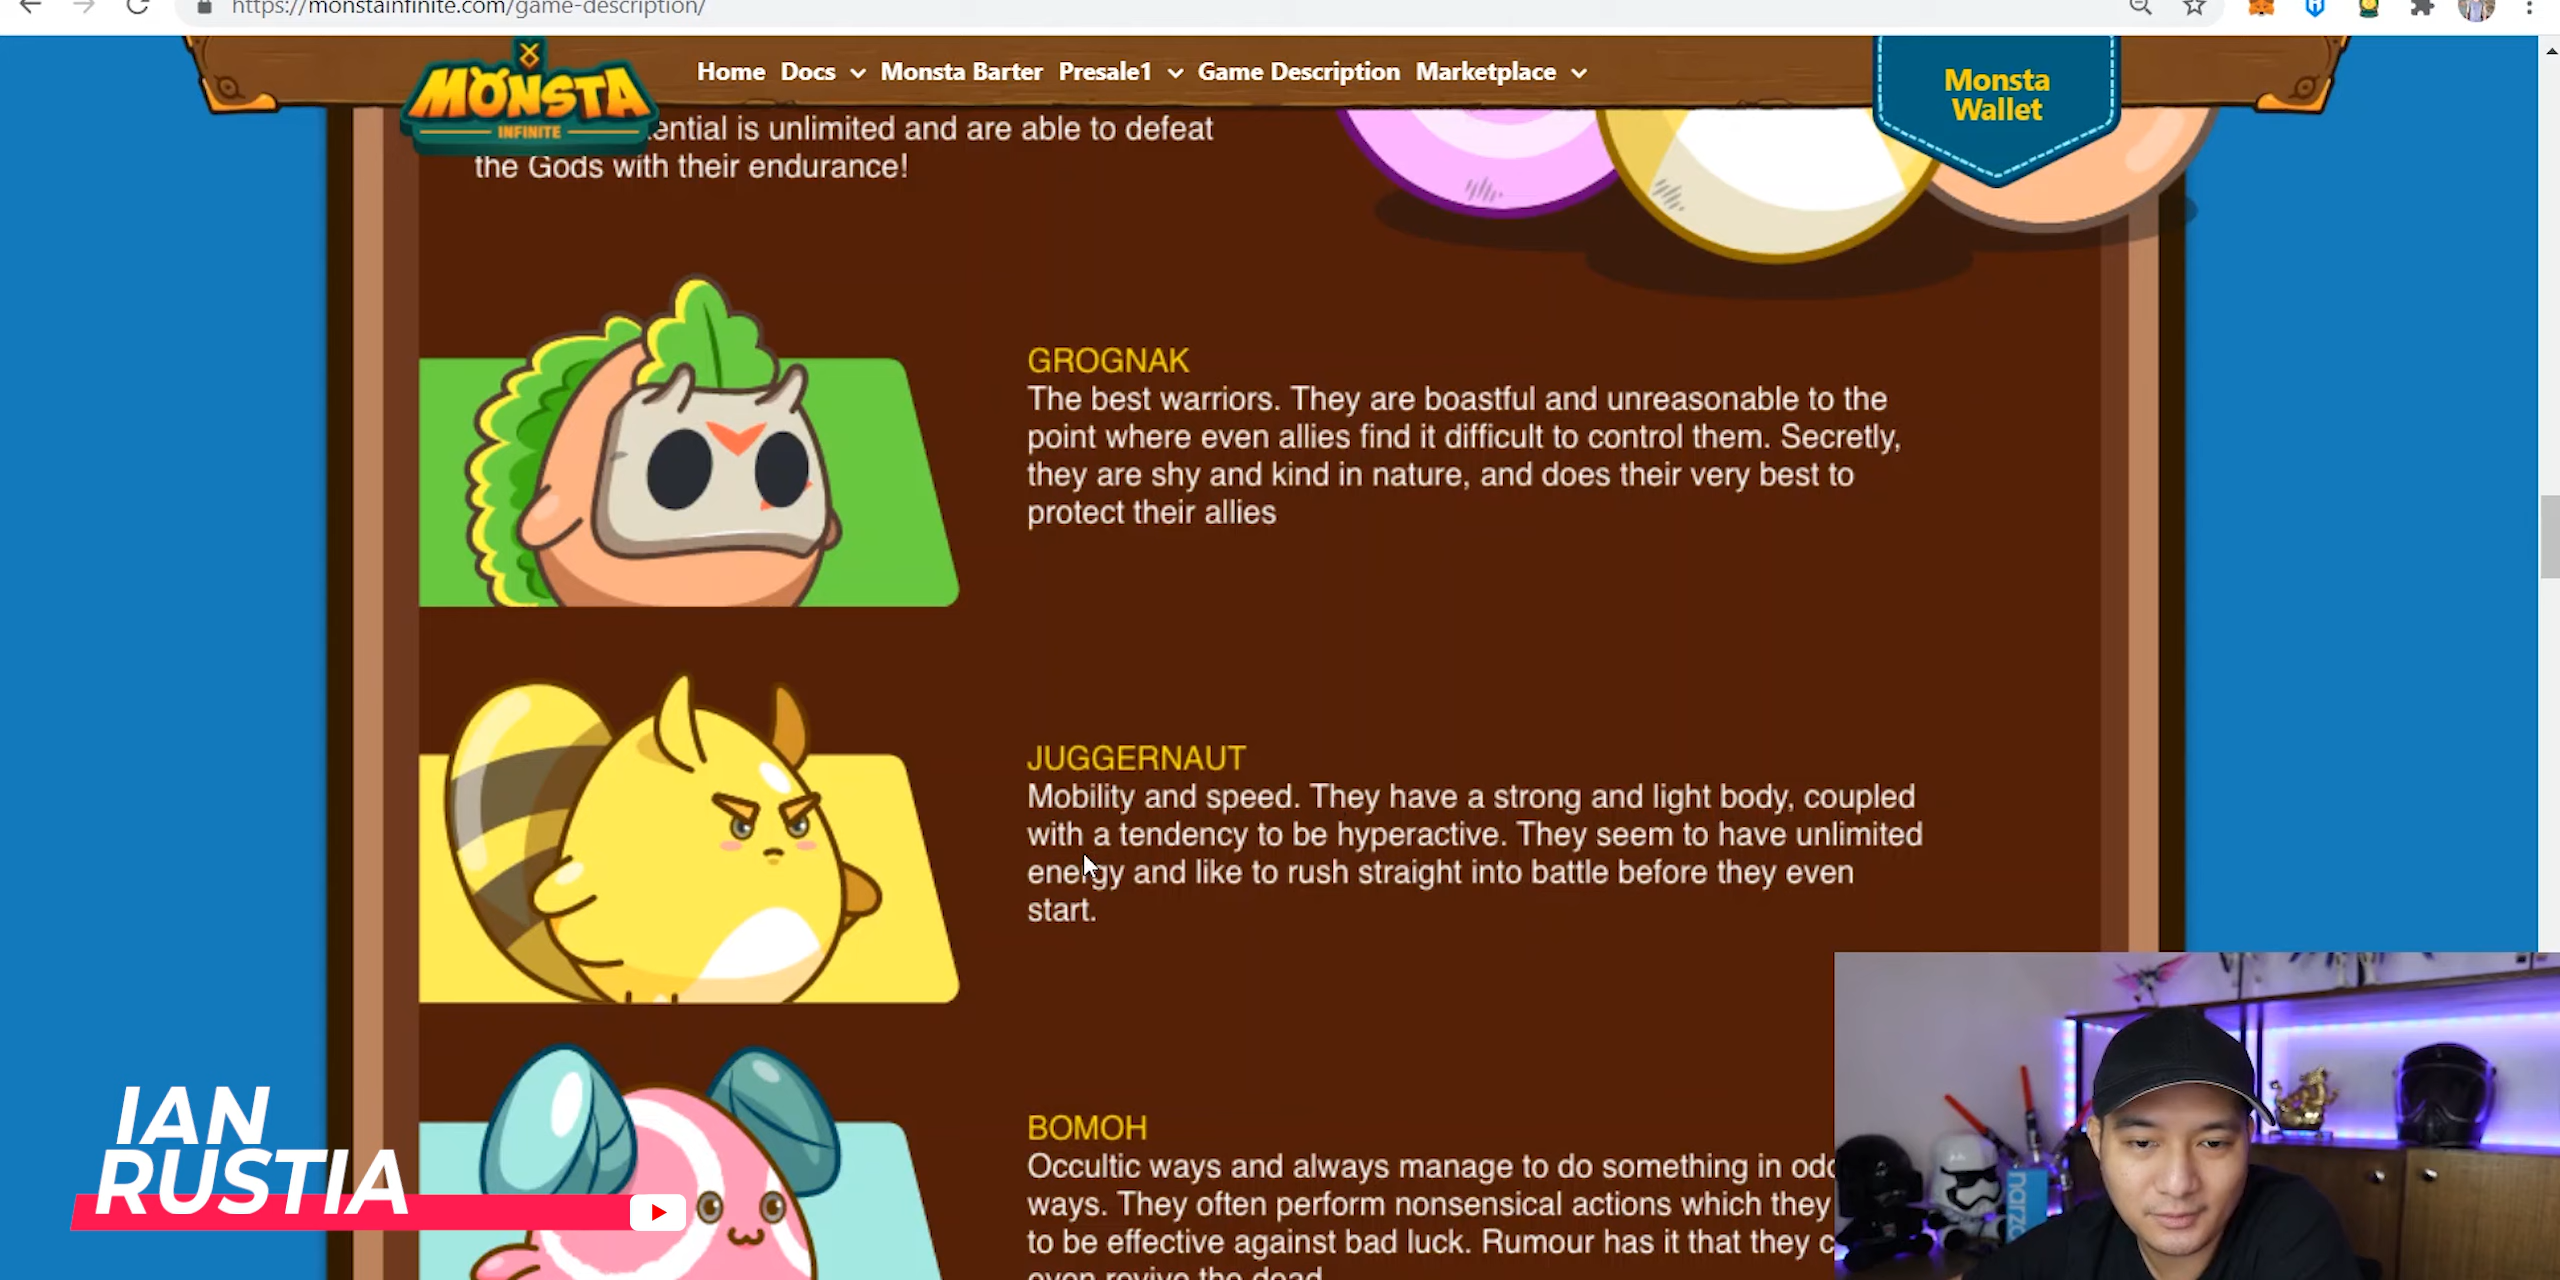 https://monstainfinite.com/game-description/
MONSTA
INFINITE
Home Docs Monsta Barter Presale1 Game Description Marketplace
Monsta
Wallet
ential is unlimited and are able to defeat
the Gods with their endurance!
GROGNAK
The best warriors. They are boastful and unreasonable to the
point where even allies find it difficult to control them. Secretly,
they are shy and kind in nature, and does their very best to
protect their allies
JUGGERNAUT
Mobility and speed. They have a strong and light body, coupled
with a tendency to be hyperactive. They seem to have unlimited
energy and like to rush straight into battle before they even
start.
BOMOH
Occultic ways and always manage to do something in odd
ways. They often perform nonsensical actions which they
to be effective against bad luck. Rumour has it that they c
even revive the dead
IAN
RUSTIA
narzo